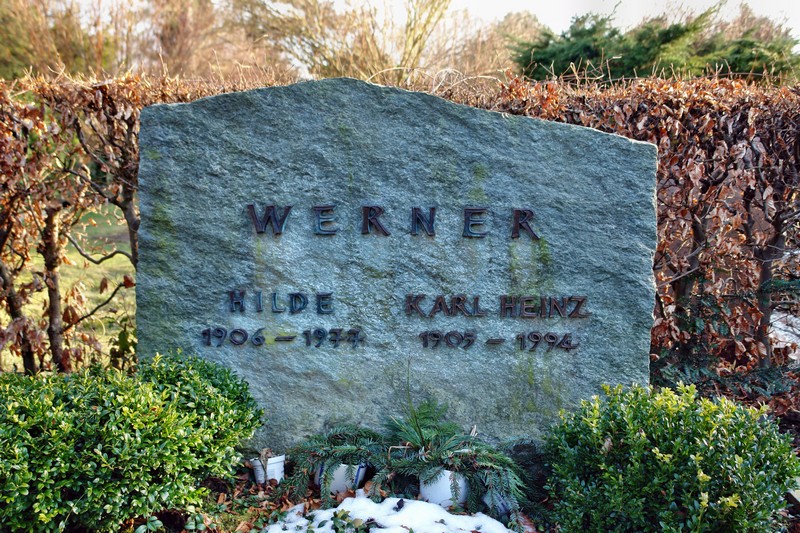 WERNER
HILDE KARL HEINZ
1906 – 1977 1905 – 1994